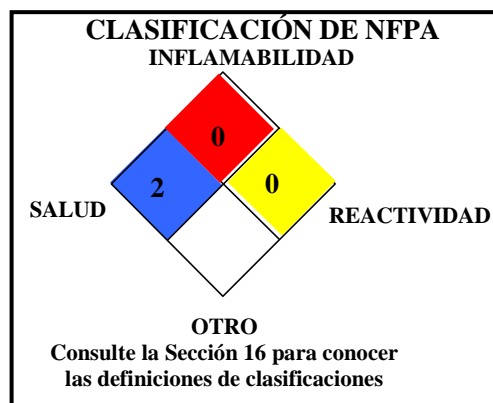 CLASIFICACIÓN DE NFPA
INFLAMABILIDAD
0
2
0
SALUD
REACTIVIDAD
OTRO
Consulte la Sección 16 para conocer
las definiciones de clasificaciones